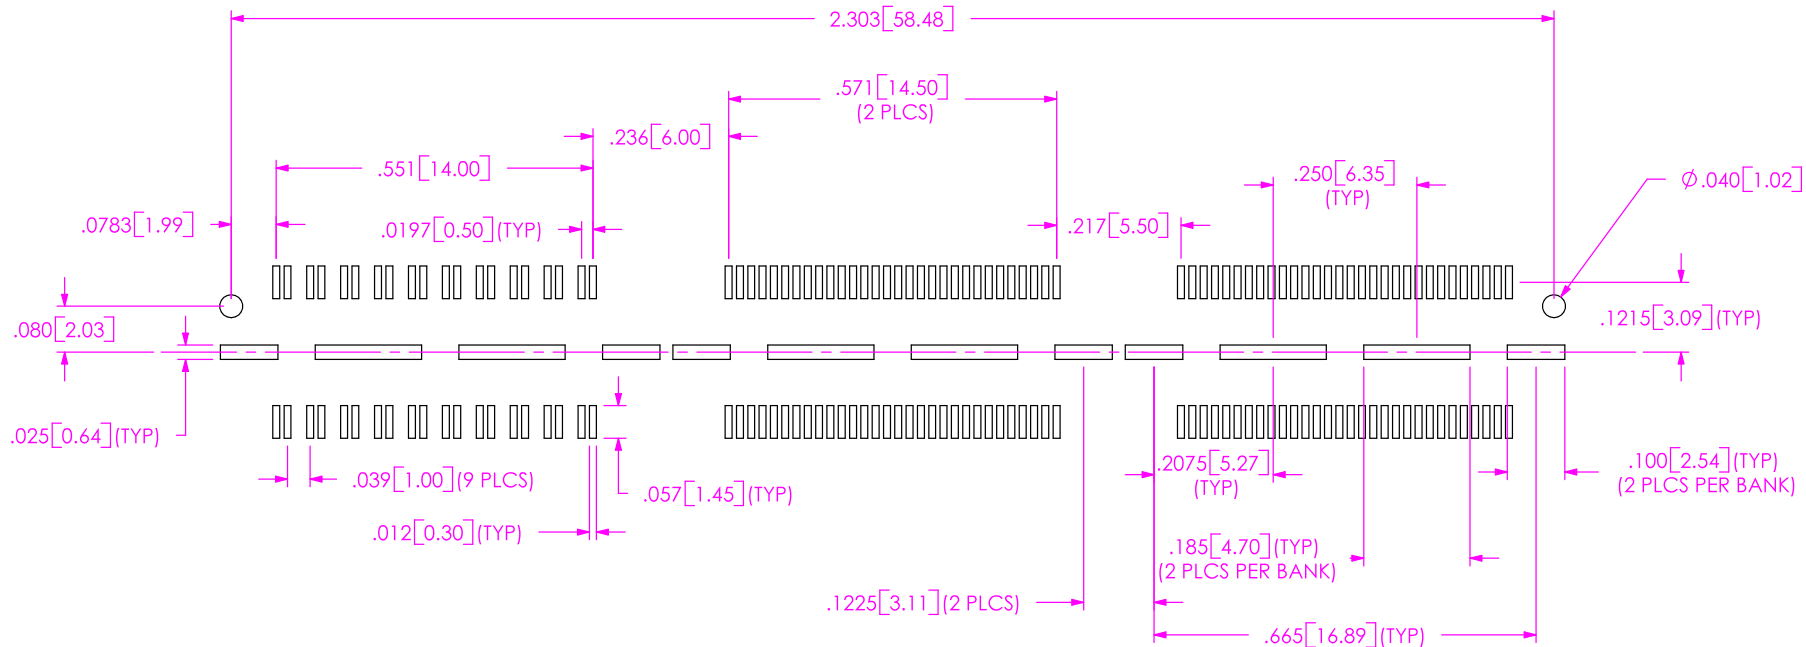 2.303[58.48]
.571[14.50]
(2 PLCS)
.236[6.00]
.551[14.00]
.250[6.35]
(TYP)
Ø.040[1.02]
.0783[1.99]
.0197[0.50](TYP)
.217[5.50]
.080[2.03]
.1215[3.09](TYP)
.025[0.64](TYP)
.039[1.00](9 PLCS)
.057[1.45](TYP)
.2075[5.27]
(TYP)
.100[2.54](TYP)
(2 PLCS PER BANK)
.012[0.30](TYP)
.185[4.70](TYP)
(2 PLCS PER BANK)
.1225[3.11](2 PLCS)
.665[16.89](TYP)